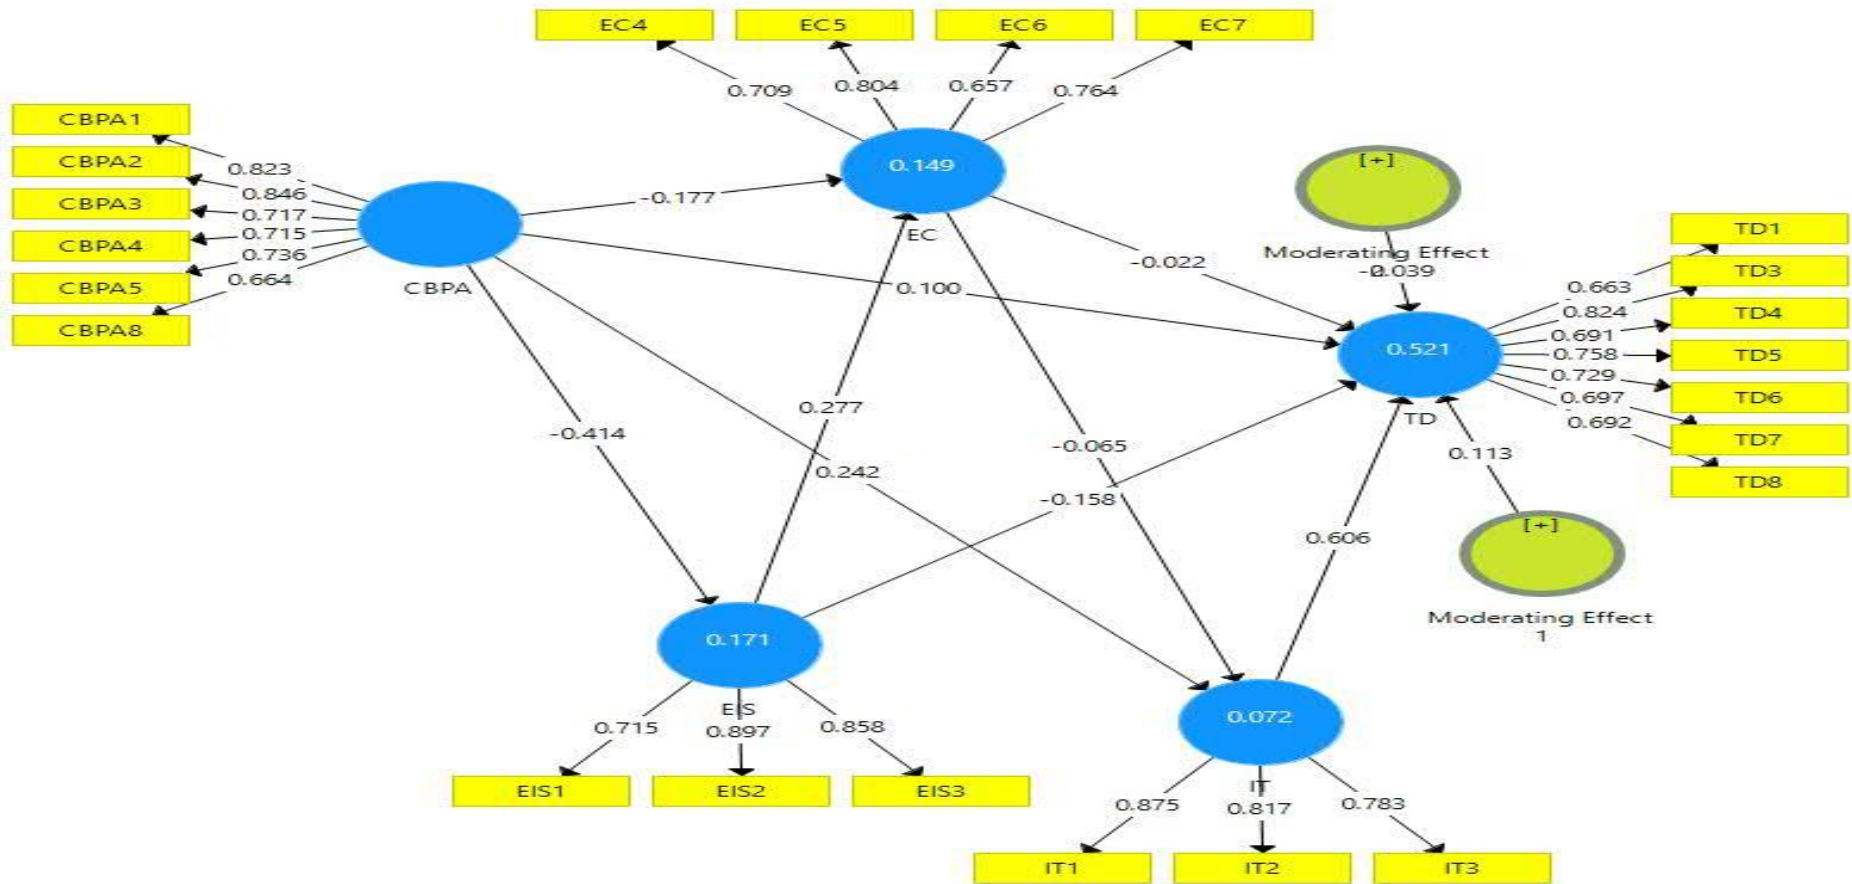 EC4 EC5 EC6 EC7
0.709 0.804 0.657 0.764
CBPA1
CBPA2
CBPA3
CBPA4
CBPA5
CBPA8
0.823
0.846
0.717
0.715
0.736
0.664
CBPA
-0.177
0.149
EC
-0.022
0.100
[+]
Moderating Effect
2
-0.039
0.521
TD
TD1
TD3
TD4
TD5
TD6
TD7
TD8
0.663
0.824
0.691
0.758
0.729
0.697
0.692
0.113
[+]
Moderating Effect
1
-0.414
0.277
0.242
-0.065
-0.158
0.606
0.171
EIS
0.715 0.897 0.858
EIS1 EIS2 EIS3
0.072
IT
0.875 0.817 0.783
IT1 IT2 IT3